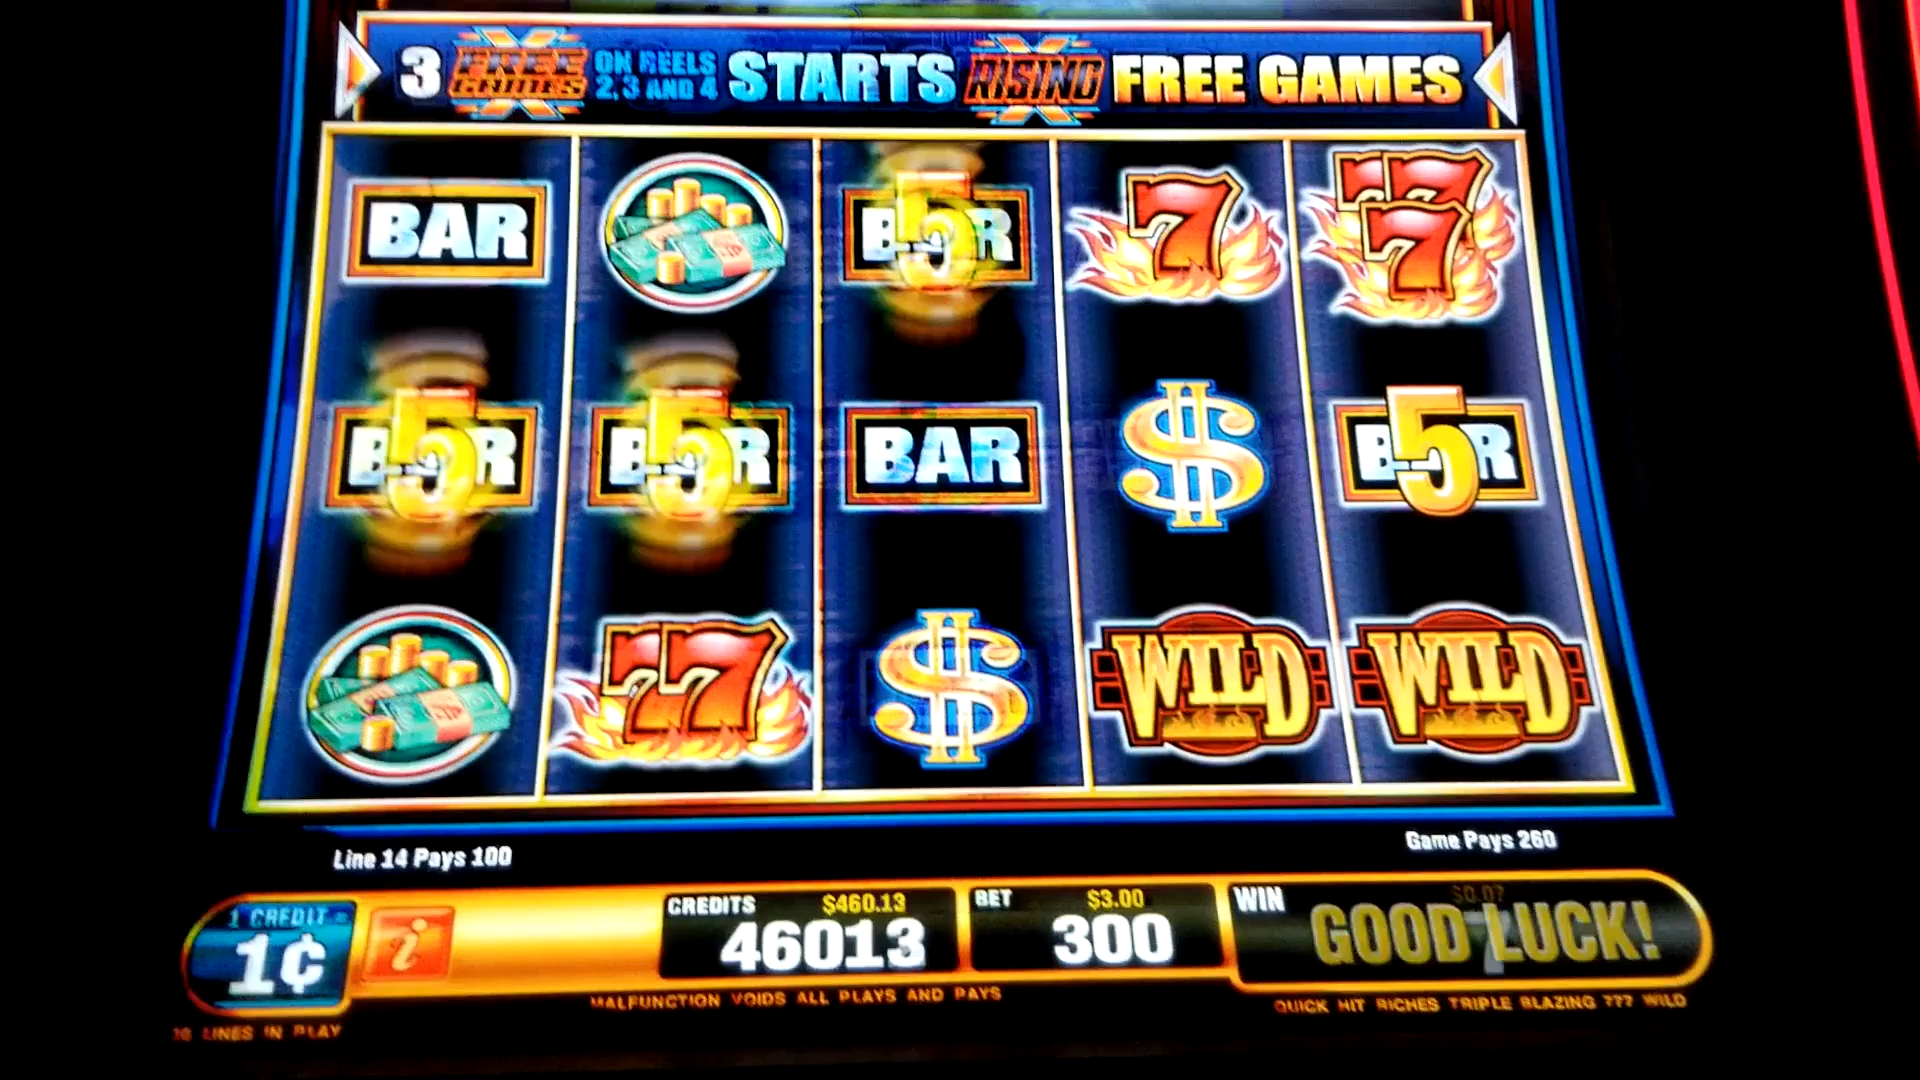 3 FREE GAMES ON REELS 2, 3 AND 4 STARTS RISING FREE GAMES
BAR 5 BAR 7 777
5 BAR 5 BAR BAR $ 5 BAR
77 $ WILD WILD
Line 14 Pays 100
Game Pays 260
1 CREDIT =
1¢
i
CREDITS $460.13
46013
BET $3.00
300
WIN
GOOD LUCK!
MALFUNCTION VOIDS ALL PLAYS AND PAYS
QUICK HIT RICHES TRIPLE BLAZING 777 WILD
LINES IN PLAY